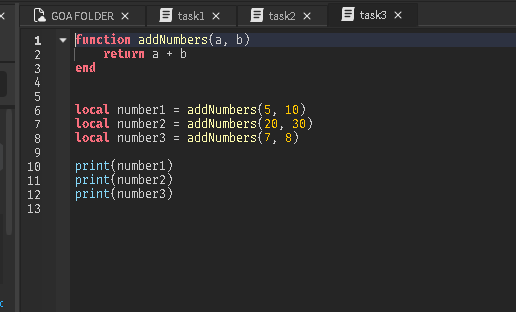 GOAFOLDER × task1 × task2 × task3 ×
1 function addNumbers(a, b)
2 return a + b
3 end
4
5
6 local number1 = addNumbers(5, 10)
7 local number2 = addNumbers(20, 30)
8 local number3 = addNumbers(7, 8)
9
10 print(number1)
11 print(number2)
12 print(number3)
13